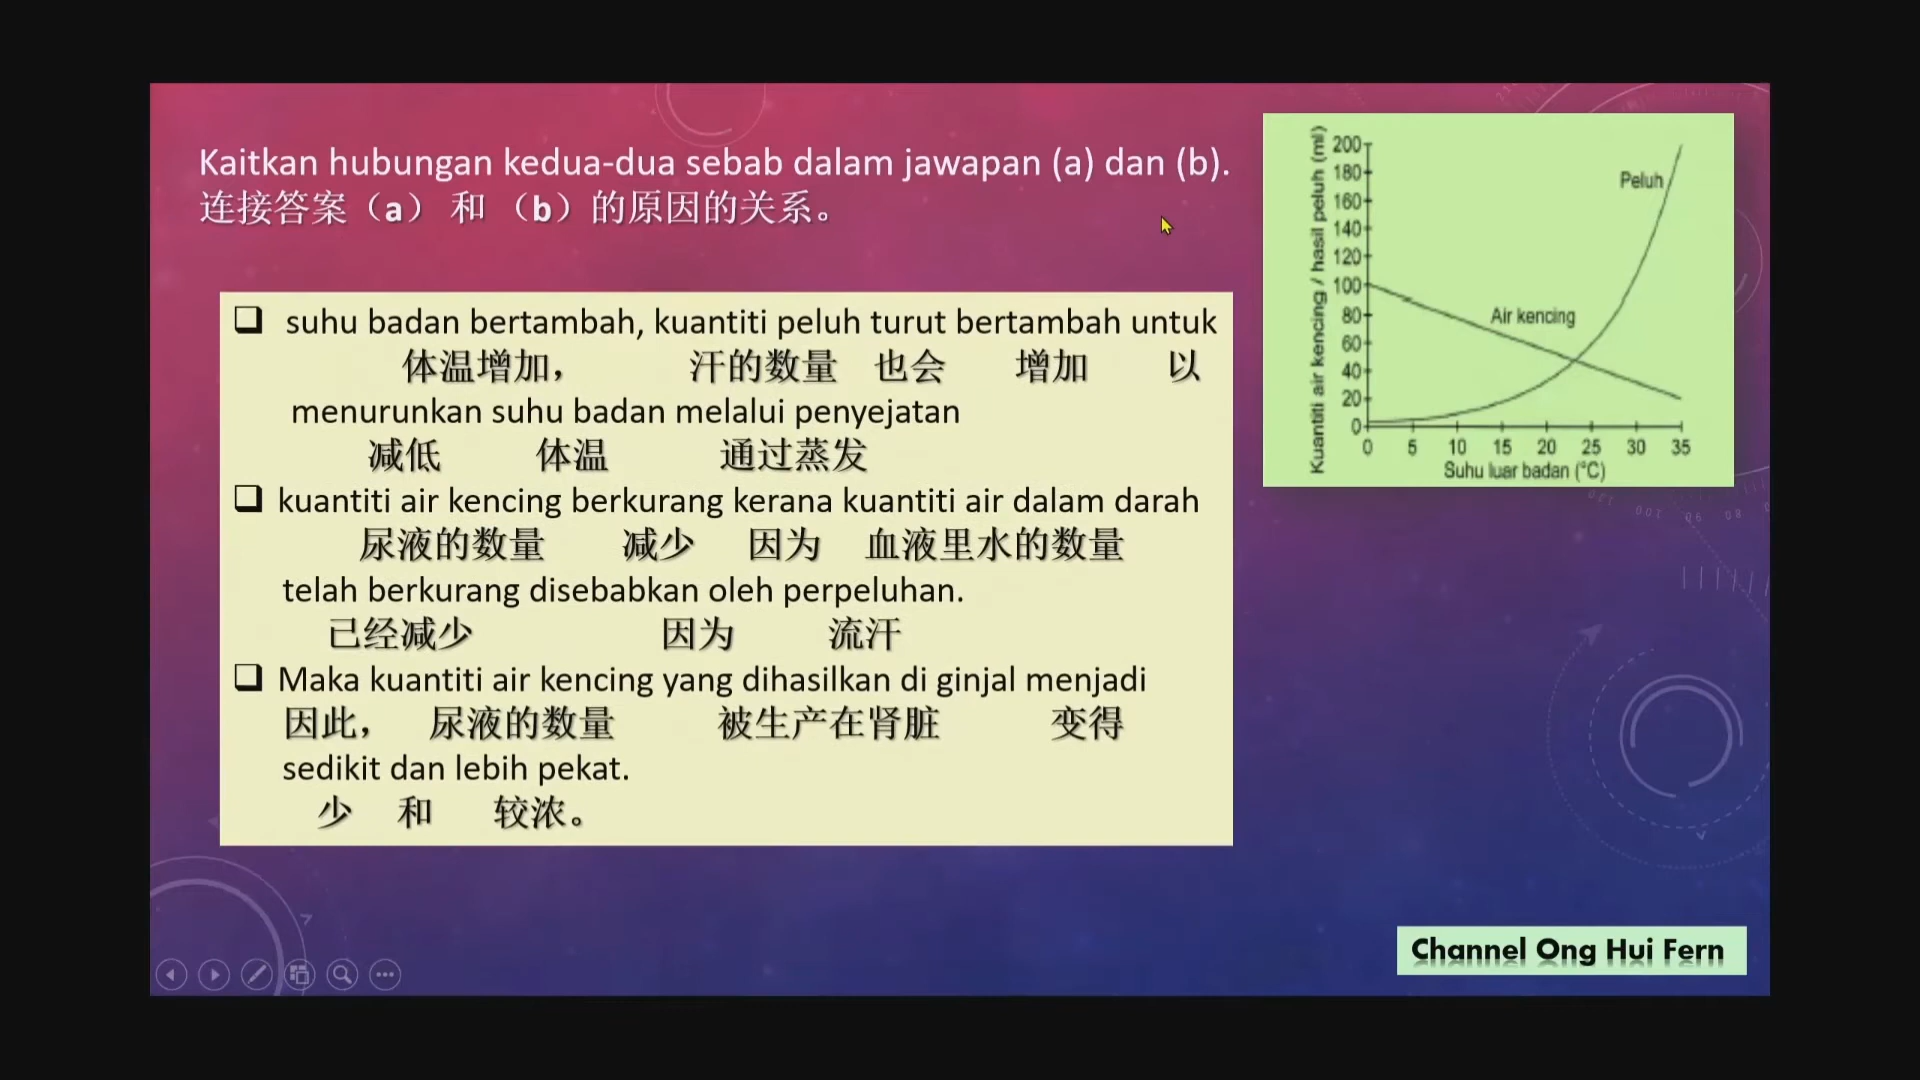 Kaitkan hubungan kedua-dua sebab dalam jawapan (a) dan (b).
连接答案（a） 和 （b）的原因的关系。
suhu badan bertambah, kuantiti peluh turut bertambah untuk
体温增加， 汗的数量 也会 增加 以
menurunkan suhu badan melalui penyejatan
减低 体温 通过蒸发
kuantiti air kencing berkurang kerana kuantiti air dalam darah
尿液的数量 减少 因为 血液里水的数量
telah berkurang disebabkan oleh perpeluhan.
已经减少 因为 流汗
Maka kuantiti air kencing yang dihasilkan di ginjal menjadi
因此， 尿液的数量 被生产在肾脏 变得
sedikit dan lebih pekat.
少 和 较浓。
Kuantiti air kencing / hasil peluh (ml)
200
180
160
140
120
100
80
60
40
20
0
Peluh
Air kencing
0 5 10 15 20 25 30 35
Suhu luar badan (°C)
Channel Ong Hui Fern